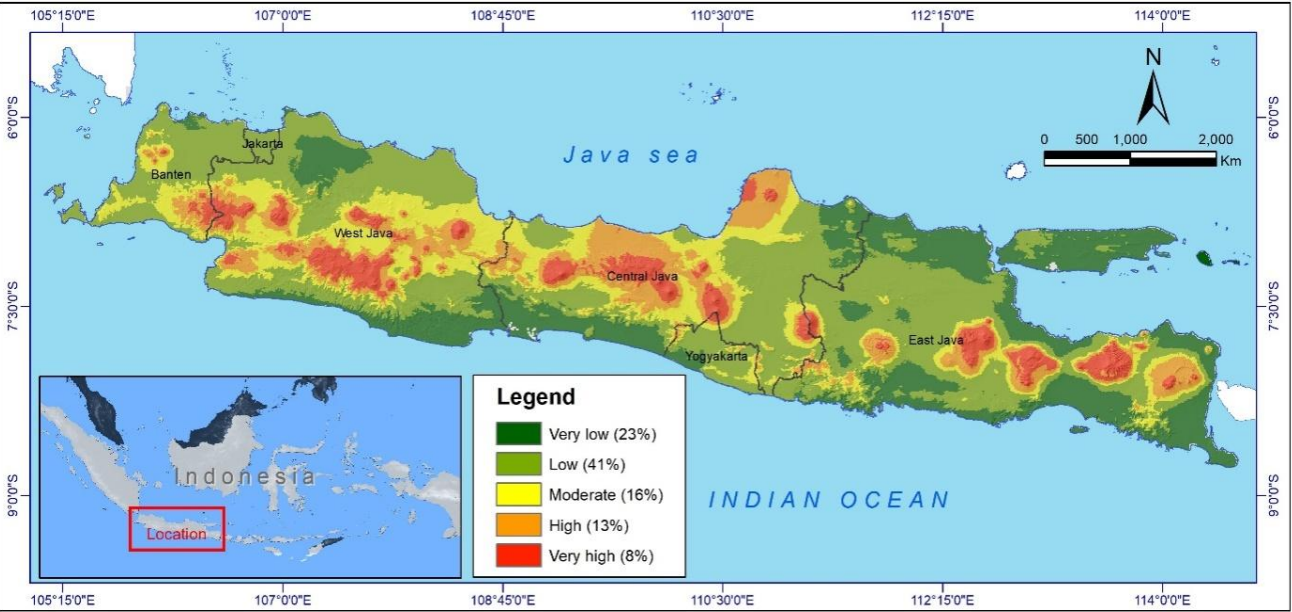 105°15'0"E 107°0'0"E 108°45'0"E 110°30'0"E 112°15'0"E 114°0'0"E
6°0'0"S
7°30'0"S
9°0'0"S
N
0 500 1,000 2,000
Km
Java sea
Jakarta
Banten
West Java
Central Java
Yogyakarta
East Java
INDIAN OCEAN
Indonesia
Location
Legend
Very low (23%)
Low (41%)
Moderate (16%)
High (13%)
Very high (8%)
6°0'0"S
7°30'0"S
9°0'0"S
105°15'0"E 107°0'0"E 108°45'0"E 110°30'0"E 112°15'0"E 114°0'0"E